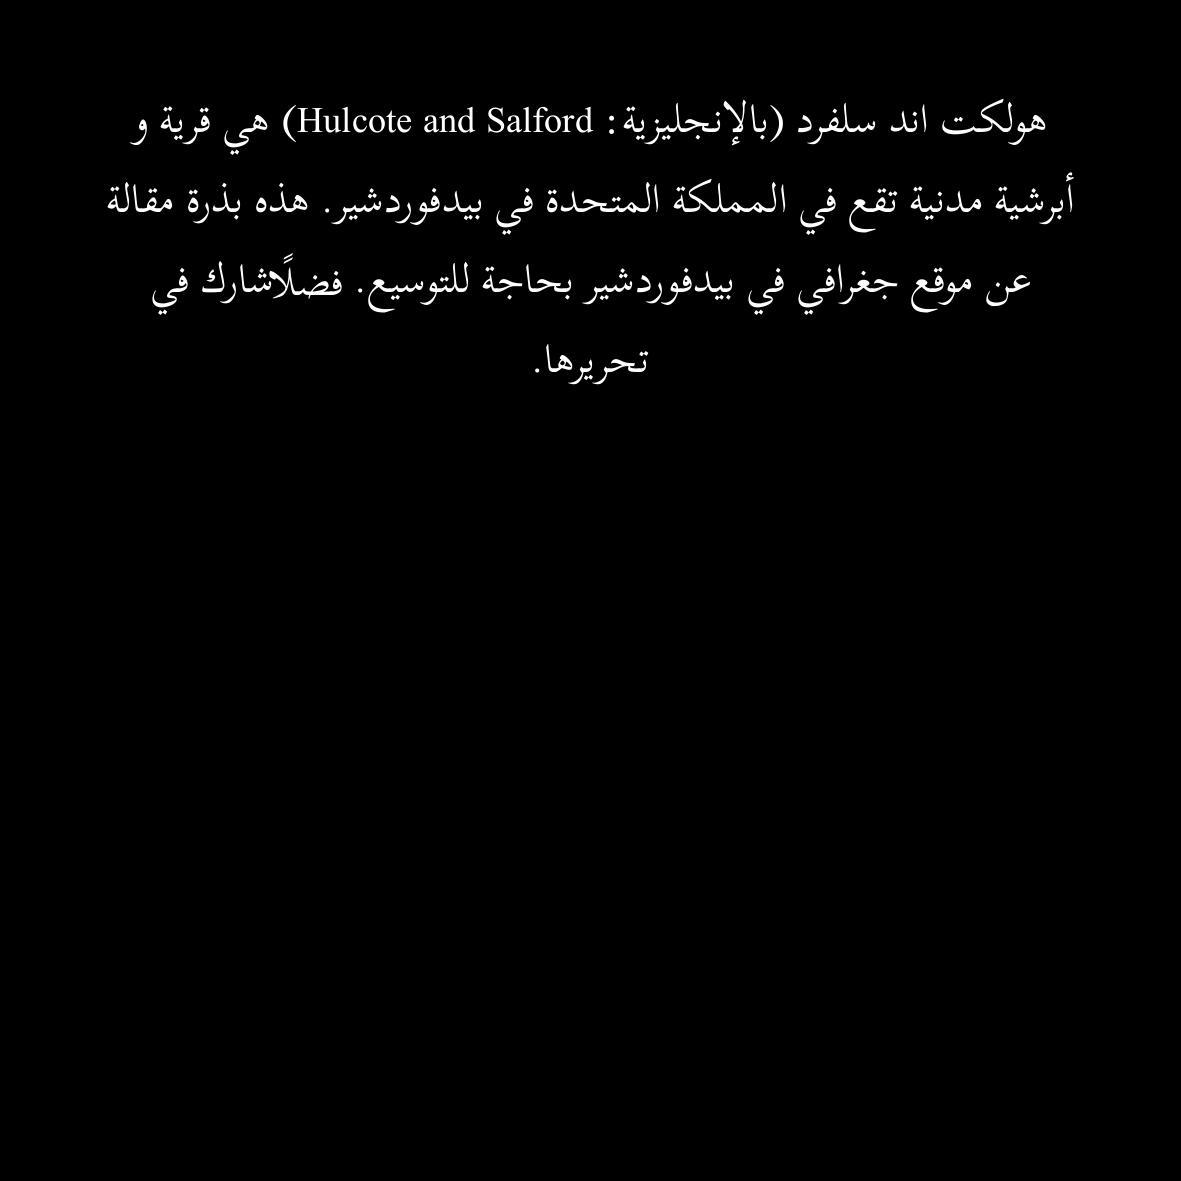 هولكت اند سلفرد (بالإنجليزية: Hulcote and Salford) هي قرية و
أبرشية مدنية تقع في المملكة المتحدة في بيدفوردشير. هذه بذرة مقالة
عن موقع جغرافي في بيدفوردشير بحاجة للتوسيع. فضلًاشارك في
تحريرها.